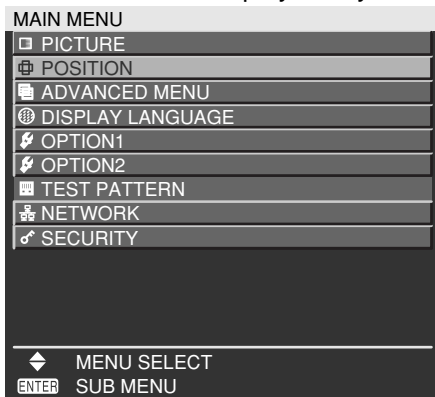 MAIN MENU
PICTURE
POSITION
ADVANCED MENU
DISPLAY LANGUAGE
OPTION1
OPTION2
TEST PATTERN
NETWORK
SECURITY
MENU SELECT
ENTER SUB MENU